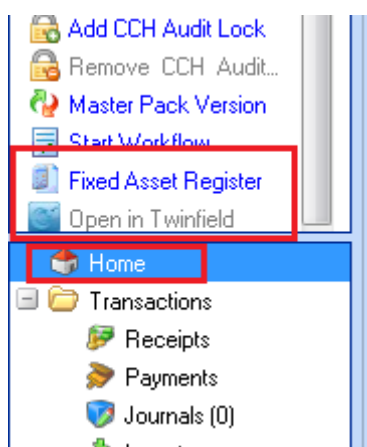 Add CCH Audit Lock
Remove CCH Audit...
Master Pack Version
Start Workflow
Fixed Asset Register
Open in Twinfield
Home
Transactions
Receipts
Payments
Journals (0)